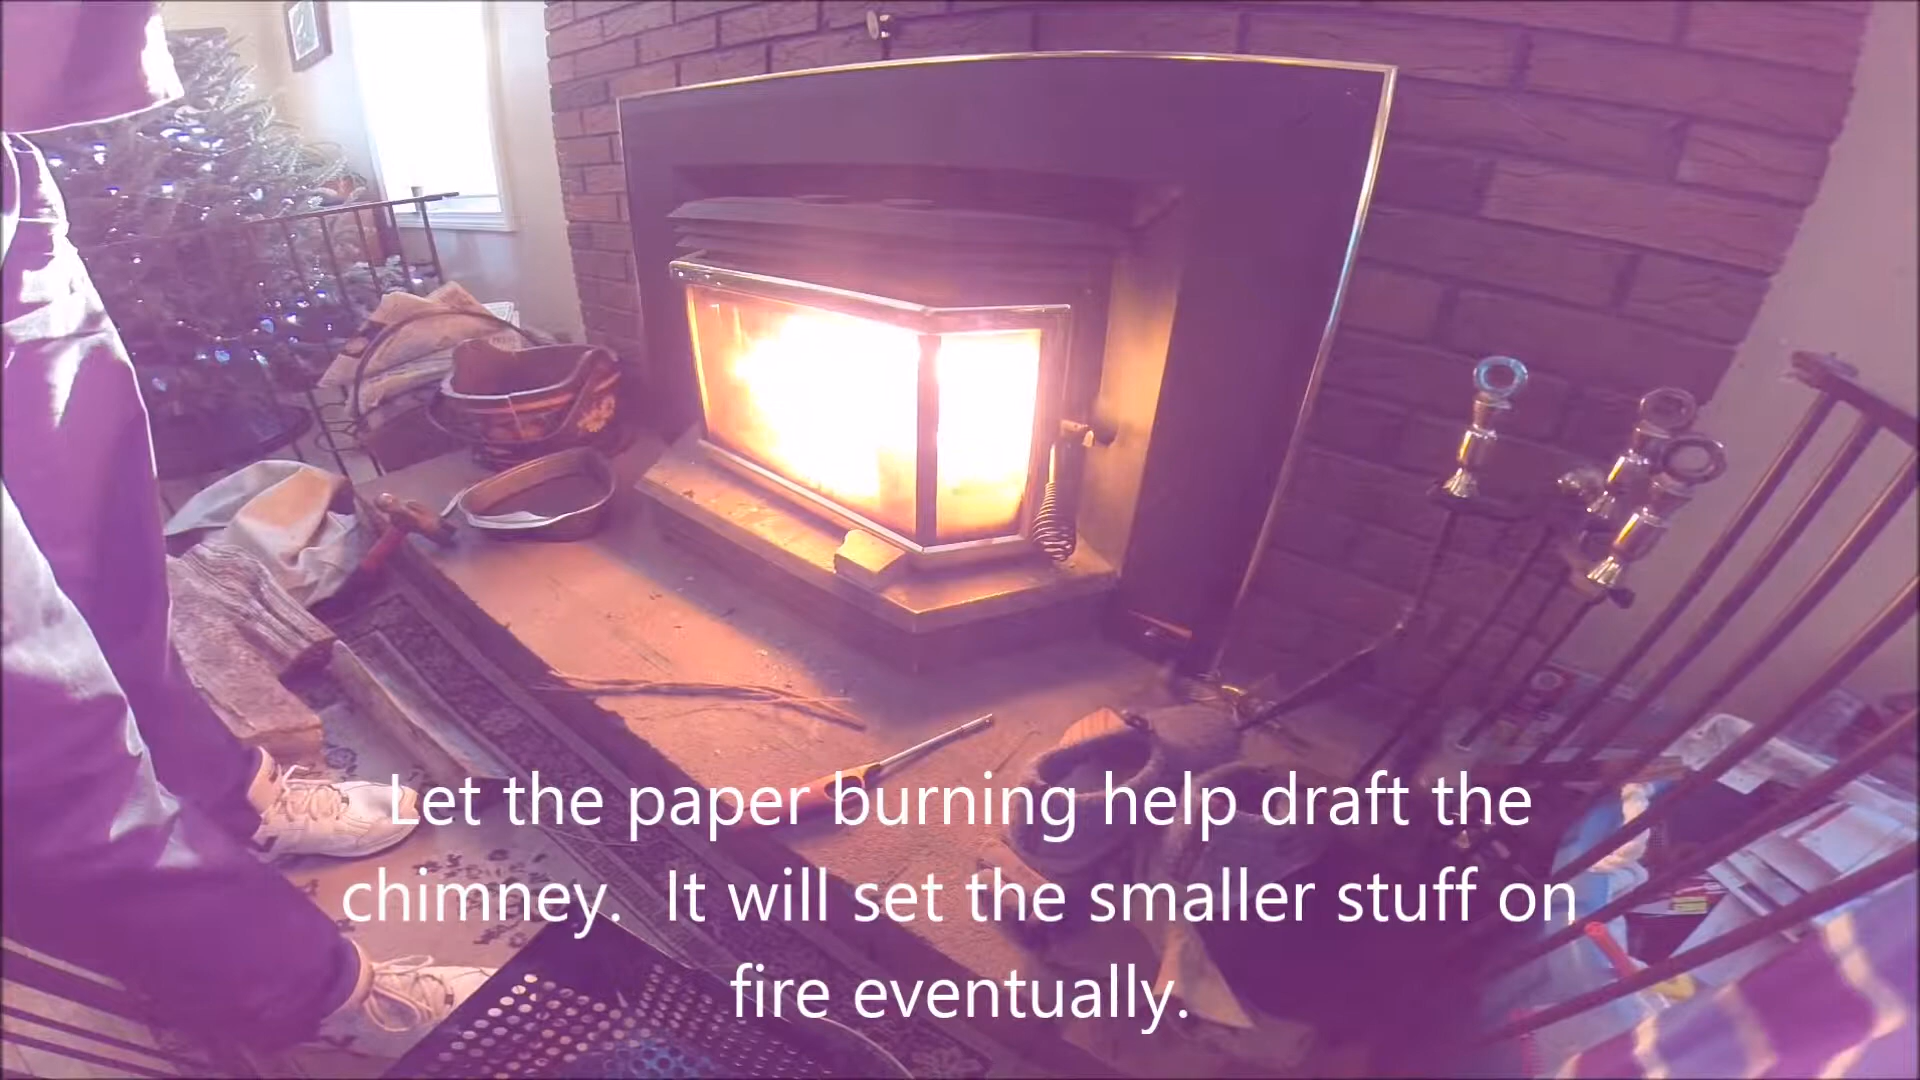 Let the paper burning help draft the
chimney.  It will set the smaller stuff on
fire eventually.